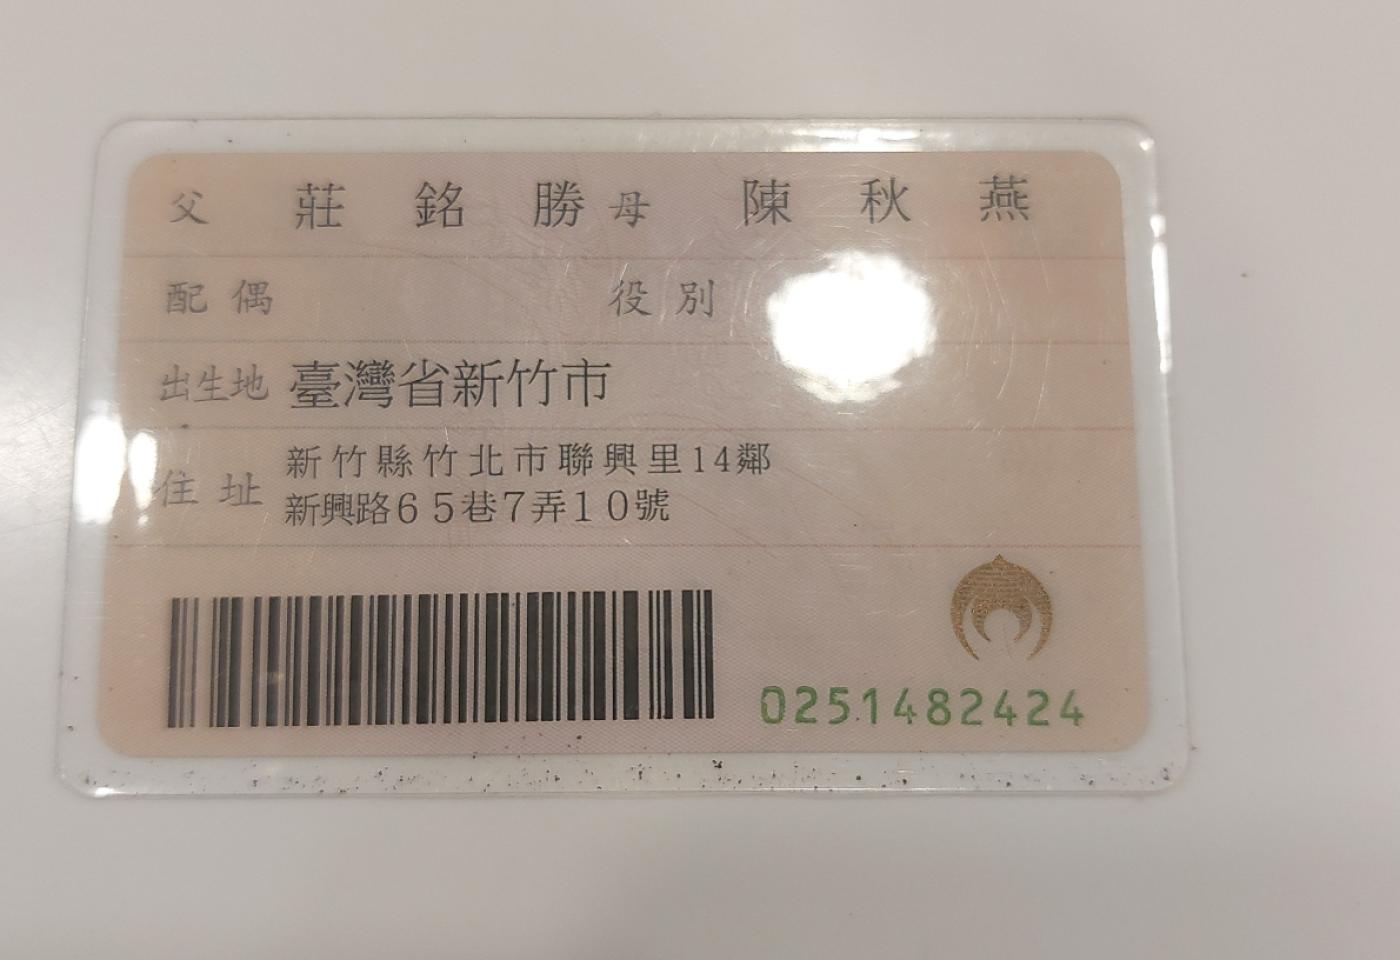 父 莊銘勝 母 陳秋燕
配偶 役別
出生地 臺灣省新竹市
住址 新竹縣竹北市聯興里14鄰
新興路65巷7弄10號
0251482424